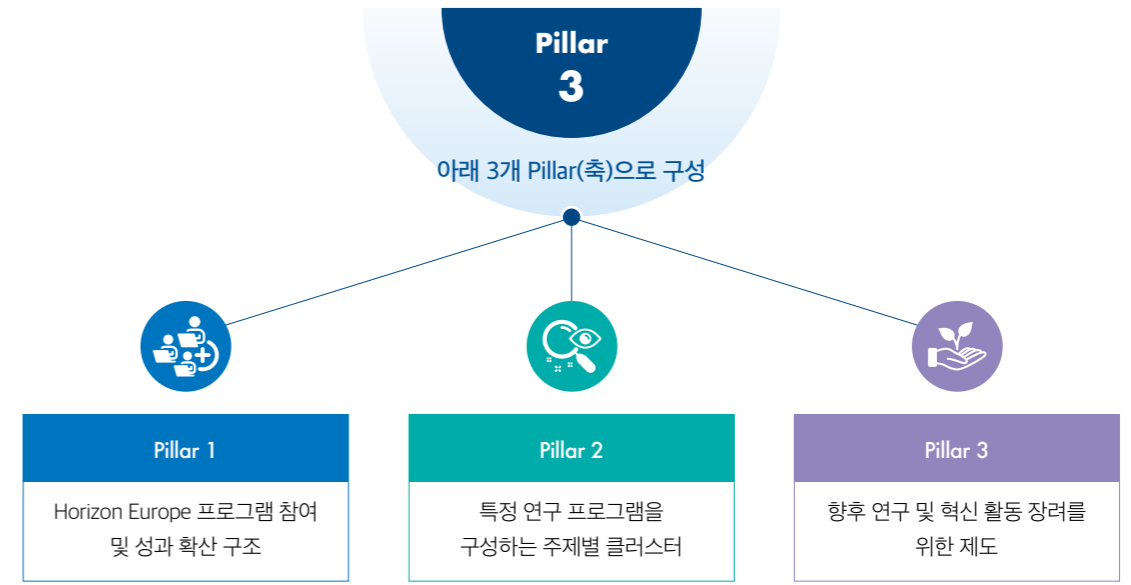 Pillar
3
아래 3개 Pillar(축)으로 구성
Pillar 1
Horizon Europe 프로그램 참여
및 성과 확산 구조
Pillar 2
특정 연구 프로그램을
구성하는 주제별 클러스터
Pillar 3
향후 연구 및 혁신 활동 장려를
위한 제도